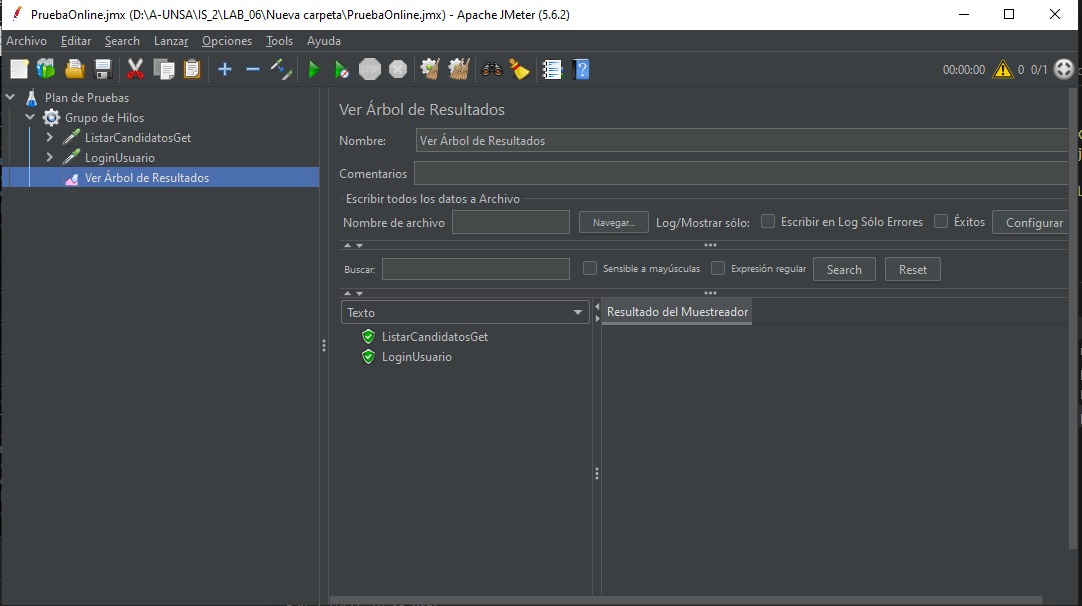 PruebaOnline.jmx (D:\A-UNSA\IS_2\LAB_06\Nueva carpeta\PruebaOnline.jmx) - Apache JMeter (5.6.2)
Archivo Editar Search Lanzar Opciones Tools Ayuda
STOP 00:00:00 0 0/1
Plan de Pruebas
Grupo de Hilos
ListarCandidatosGet
LoginUsuario
Ver Árbol de Resultados
Ver Árbol de Resultados
Nombre: Ver Árbol de Resultados
Comentarios
Escribir todos los datos a Archivo
Nombre de archivo Navegar... Log/Mostrar sólo: Escribir en Log Sólo Errores Éxitos Configurar
Buscar: Sensible a mayúsculas Expresión regular Search Reset
Texto Resultado del Muestreador
ListarCandidatosGet
LoginUsuario